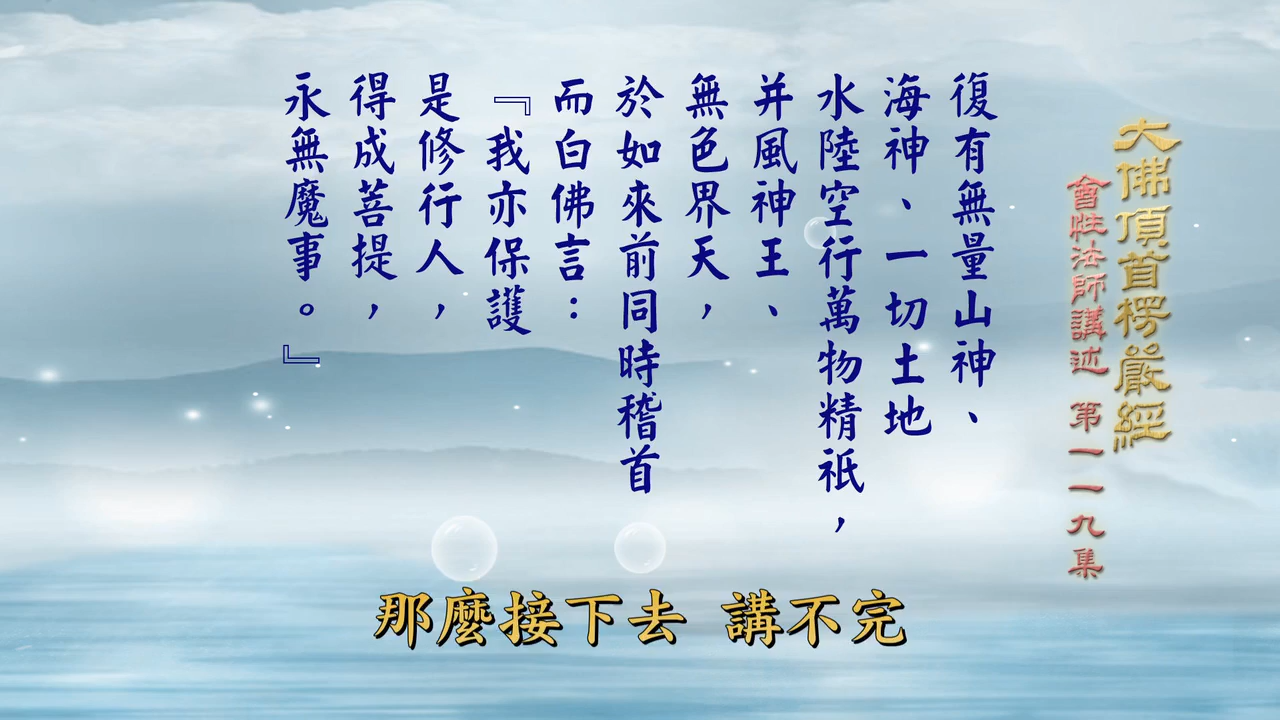 大佛頂首楞嚴經
會性法師講述 第一一九集
復有無量山神、
海神、一切土地
水陸空行萬物精祇，
并風神王、
無色界天，
於如來前同時稽首
而白佛言：
『我亦保護
是修行人，
得成菩提，
永無魔事。』
那麼接下去 講不完